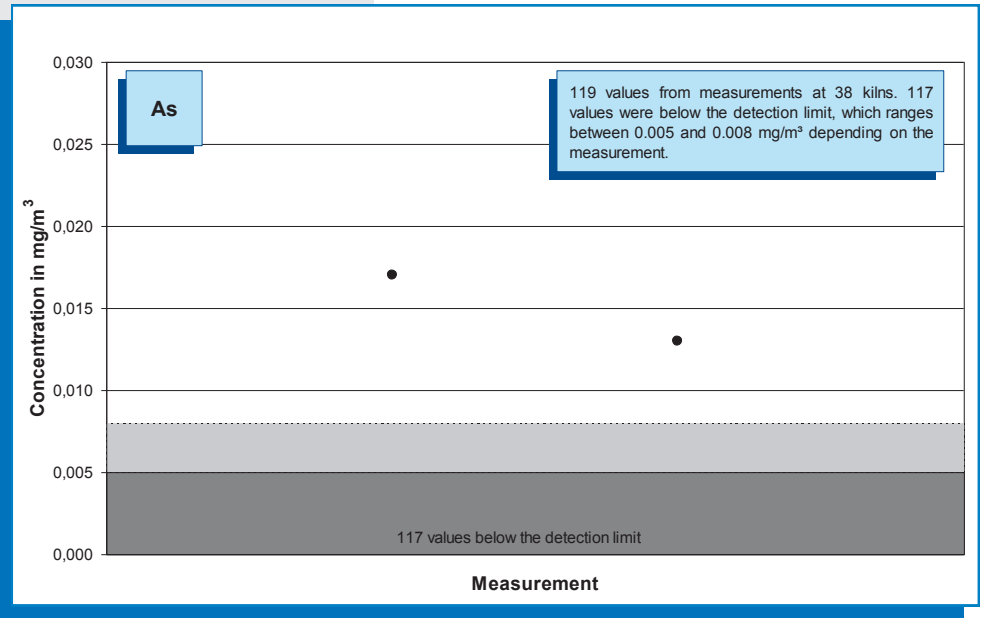 As
119 values from measurements at 38 kilns. 117
values were below the detection limit, which ranges
between 0.005 and 0.008 mg/m³ depending on the
measurement.
Concentration in mg/m³
0,030
0,025
0,020
0,015
0,010
0,005
0,000
117 values below the detection limit
Measurement